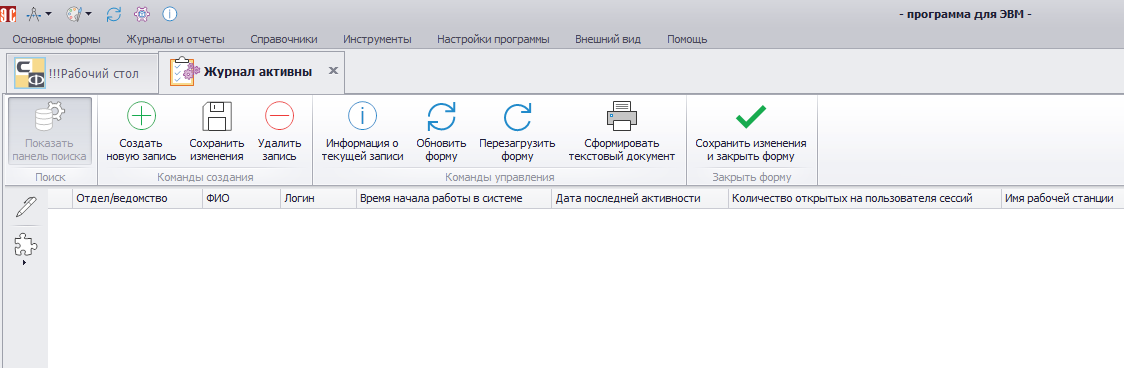 - программа для ЭВМ -
Основные формы Журналы и отчеты Справочники Инструменты Настройки программы Внешний вид Помощь
!!!Рабочий стол Журнал активны
Показать панель поиска
Создать новую запись
Сохранить изменения
Удалить запись
Информация о текущей записи
Обновить форму
Перезагрузить форму
Сформировать текстовый документ
Сохранить изменения и закрыть форму
Поиск Команды создания Команды управления Закрыть форму
Отдел/ведомство ФИО Логин Время начала работы в системе Дата последней активности Количество открытых на пользователя сессий Имя рабочей станции